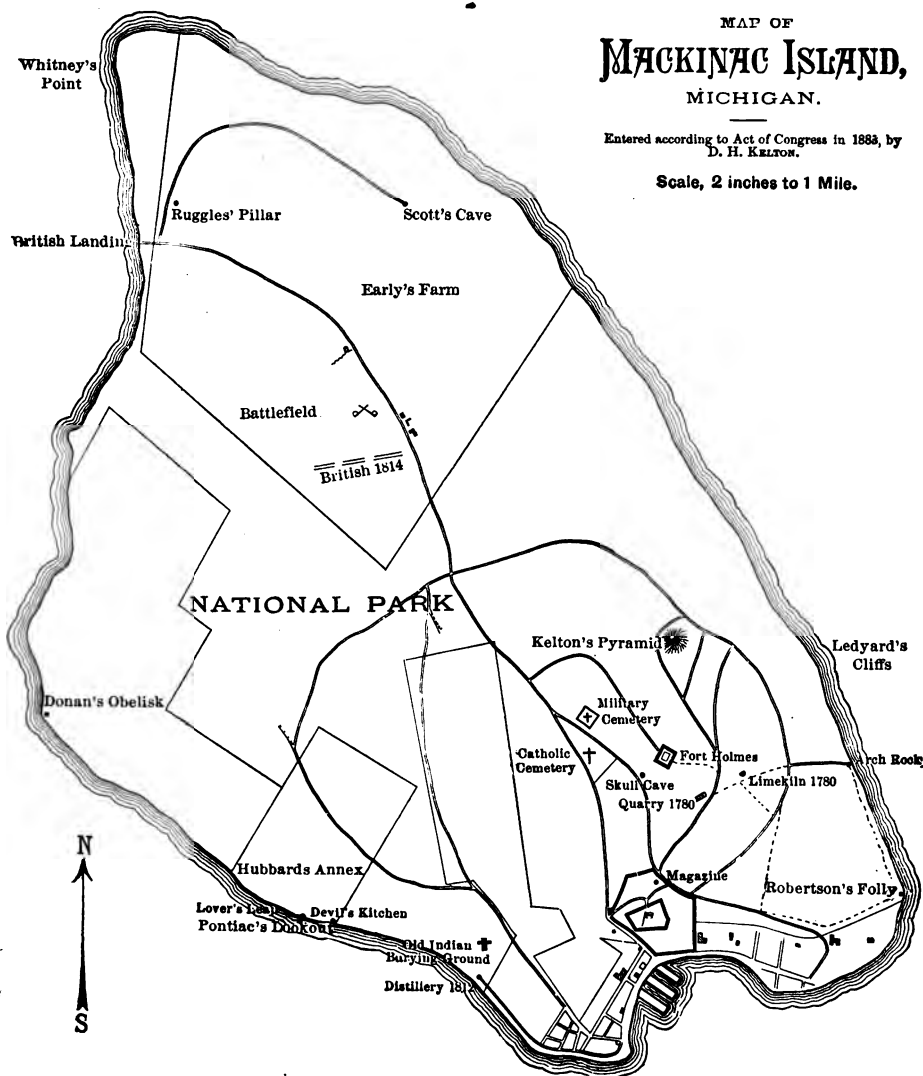 MAP OF
MACKINAC ISLAND,
MICHIGAN.
Entered according to Act of Congress in 1883, by
D. H. KELTON.
Scale, 2 inches to 1 Mile.
Whitney's
Point
Ruggles' Pillar
Scott's Cave
British Landing
Early's Farm
Battlefield
British 1814
NATIONAL PARK
Kelton's Pyramid
Ledyard's
Cliffs
Donan's Obelisk
Military
Cemetery
Catholic
Cemetery
Fort Holmes
Arch Rock
Skull Cave
Limekiln 1780
Quarry 1780
N
Hubbards Annex
Magazine
Robertson's Folly
Lover's Leap
Devil's Kitchen
Pontiac's Lookout
Old Indian
Burying Ground
Distillery 1812
S